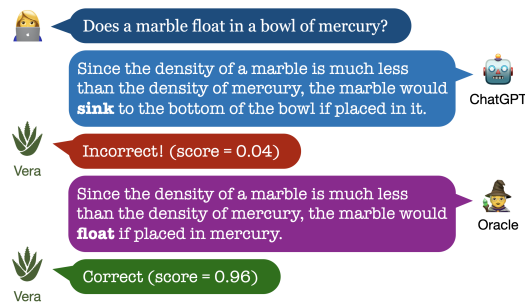 Does a marble float in a bowl of mercury?
Since the density of a marble is much less
than the density of mercury, the marble would
sink to the bottom of the bowl if placed in it.
ChatGPT
Incorrect! (score = 0.04)
Vera
Since the density of a marble is much less
than the density of mercury, the marble would
float if placed in mercury.
Oracle
Correct (score = 0.96)
Vera